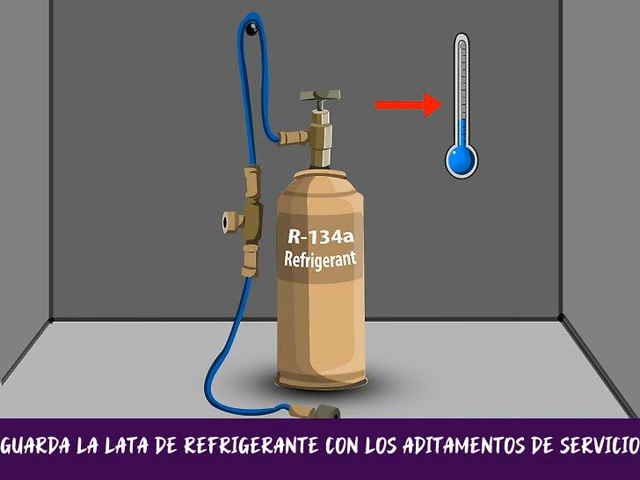 R-134a
Refrigerant
GUARDA LA LATA DE REFRIGERANTE CON LOS ADITAMENTOS DE SERVICIO